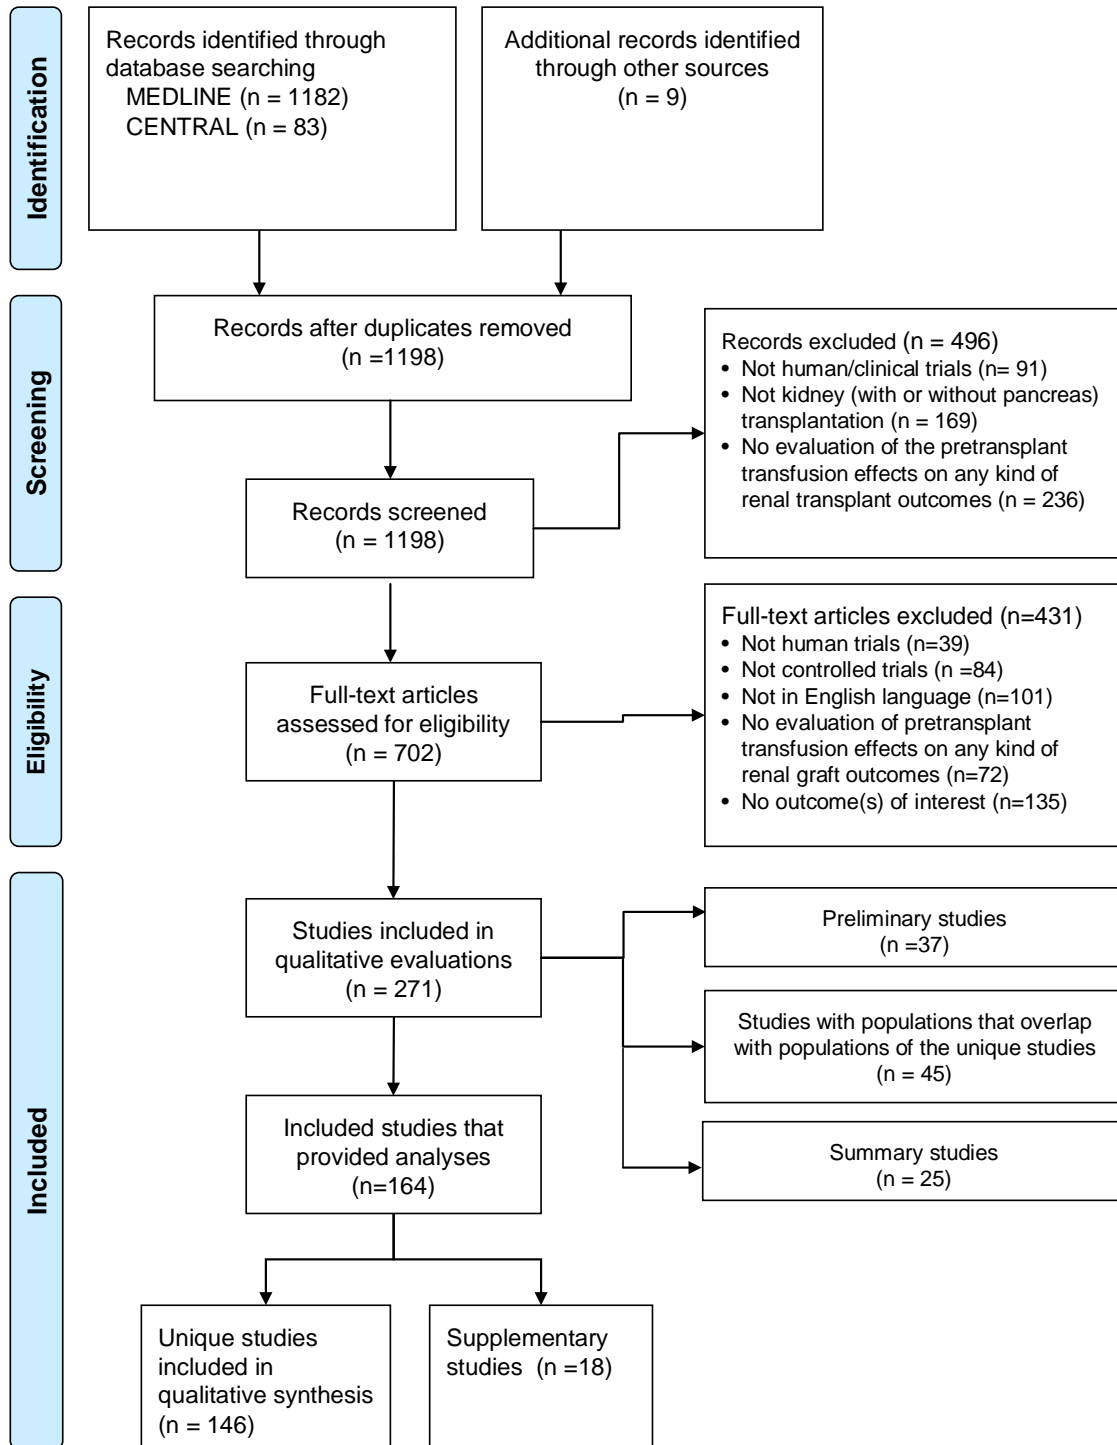 Identification
Records identified through
database searching
MEDLINE (n = 1182)
CENTRAL (n = 83)
Additional records identified
through other sources
(n = 9)
Screening
Records after duplicates removed
(n =1198)
Records screened
(n = 1198)
Records excluded (n = 496)
• Not human/clinical trials (n= 91)
• Not kidney (with or without pancreas)
transplantation (n = 169)
• No evaluation of the pretransplant
transfusion effects on any kind of
renal transplant outcomes (n = 236)
Eligibility
Full-text articles
assessed for eligibility
(n = 702)
Full-text articles excluded (n=431)
• Not human trials (n=39)
• Not controlled trials (n =84)
• Not in English language (n=101)
• No evaluation of pretransplant
transfusion effects on any kind of
renal graft outcomes (n=72)
• No outcome(s) of interest (n=135)
Included
Studies included in
qualitative evaluations
(n = 271)
Preliminary studies
(n =37)
Studies with populations that overlap
with populations of the unique studies
(n = 45)
Summary studies
(n = 25)
Included studies that
provided analyses
(n=164)
Unique studies
included in
qualitative synthesis
(n = 146)
Supplementary
studies (n =18)